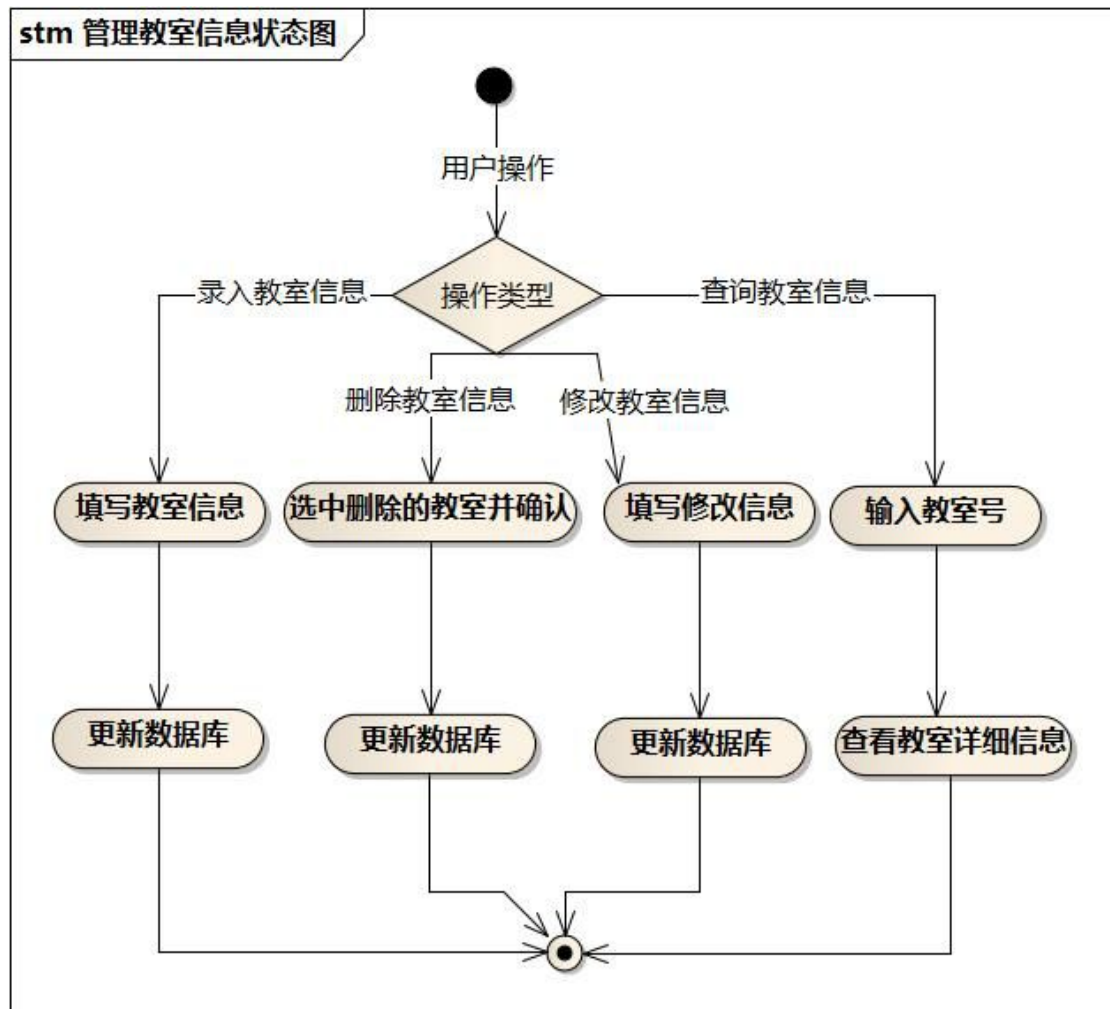 stm 管理教室信息状态图
用户操作
录入教室信息
操作类型
查询教室信息
删除教室信息
修改教室信息
填写教室信息
选中删除的教室并确认
填写修改信息
输入教室号
更新数据库
更新数据库
更新数据库
查看教室详细信息